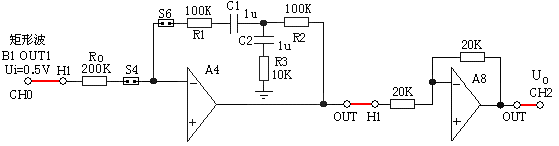 矩形波
B1 OUT1
Ui=0.5V
CH0
H1
R0
200K
S4
S6
100K
R1
C1
1u
100K
R2
C2
1u
R3
10K
A4
−
+
OUT
H1
20K
20K
A8
−
+
OUT
U0
CH2